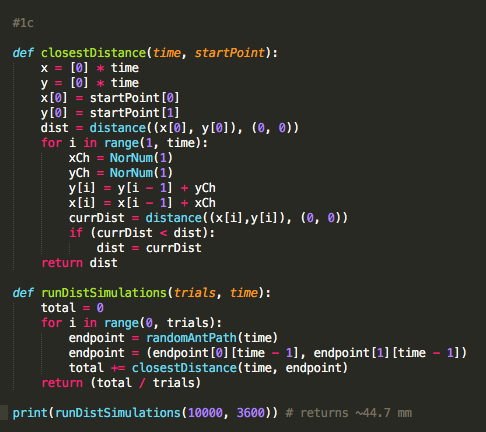 #1c
def closestDistance(time, startPoint):
    x = [0] * time
    y = [0] * time
    x[0] = startPoint[0]
    y[0] = startPoint[1]
    dist = distance((x[0], y[0]), (0, 0))
    for i in range(1, time):
        xCh = NorNum(1)
        yCh = NorNum(1)
        y[i] = y[i - 1] + yCh
        x[i] = x[i - 1] + xCh
        currDist = distance((x[i],y[i]), (0, 0))
        if (currDist < dist):
            dist = currDist
    return dist
def runDistSimulations(trials, time):
    total = 0
    for i in range(0, trials):
        endpoint = randomAntPath(time)
        endpoint = (endpoint[0][time - 1], endpoint[1][time - 1])
        total += closestDistance(time, endpoint)
    return (total / trials)
print(runDistSimulations(10000, 3600)) # returns ~44.7 mm